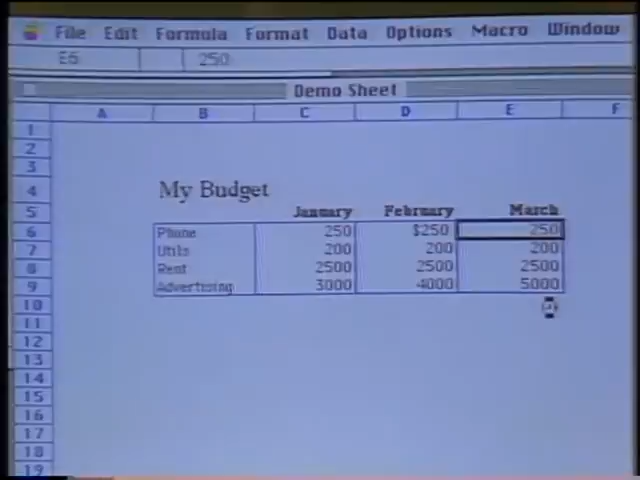 File Edit Formula Format Data Options Macro Window
E6 250
Demo Sheet
A B C D E F
1
2
3
4 My Budget
5 January February March
6 Phone 250 $250 250
7 Utils 200 200 200
8 Rent 2500 2500 2500
9 Advertising 3000 4000 5000
10
11
12
13
14
15
16
17
18
19